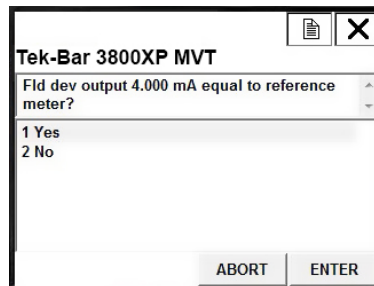 Tek-Bar 3800XP MVT
Fld dev output 4.000 mA equal to reference
meter?
1 Yes
2 No
ABORT
ENTER